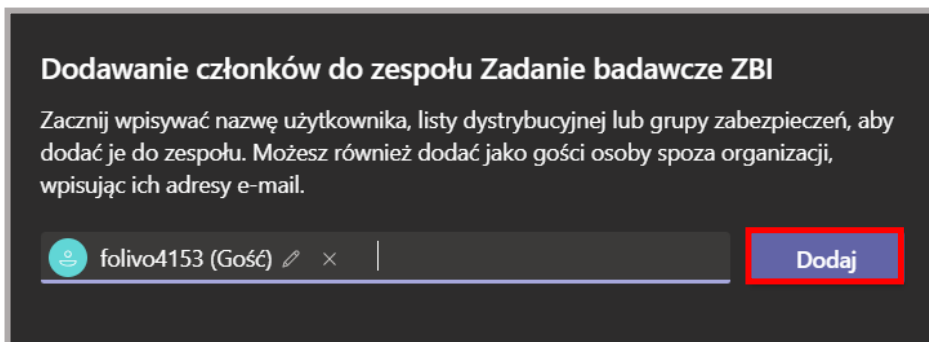 Dodawanie członków do zespołu Zadanie badawcze ZBI
Zacznij wpisywać nazwę użytkownika, listy dystrybucyjnej lub grupy zabezpieczeń, aby
dodać je do zespołu. Możesz również dodać jako gości osoby spoza organizacji,
wpisując ich adresy e-mail.
folivo4153 (Gość)
Dodaj